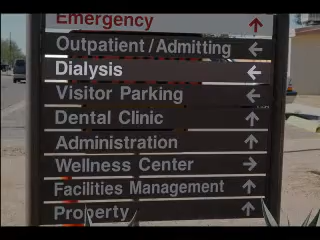 Emergency ↑
Outpatient/Admitting ←
Dialysis ←
Visitor Parking ←
Dental Clinic ↑
Administration ↑
Wellness Center →
Facilities Management ↑
Property ↑